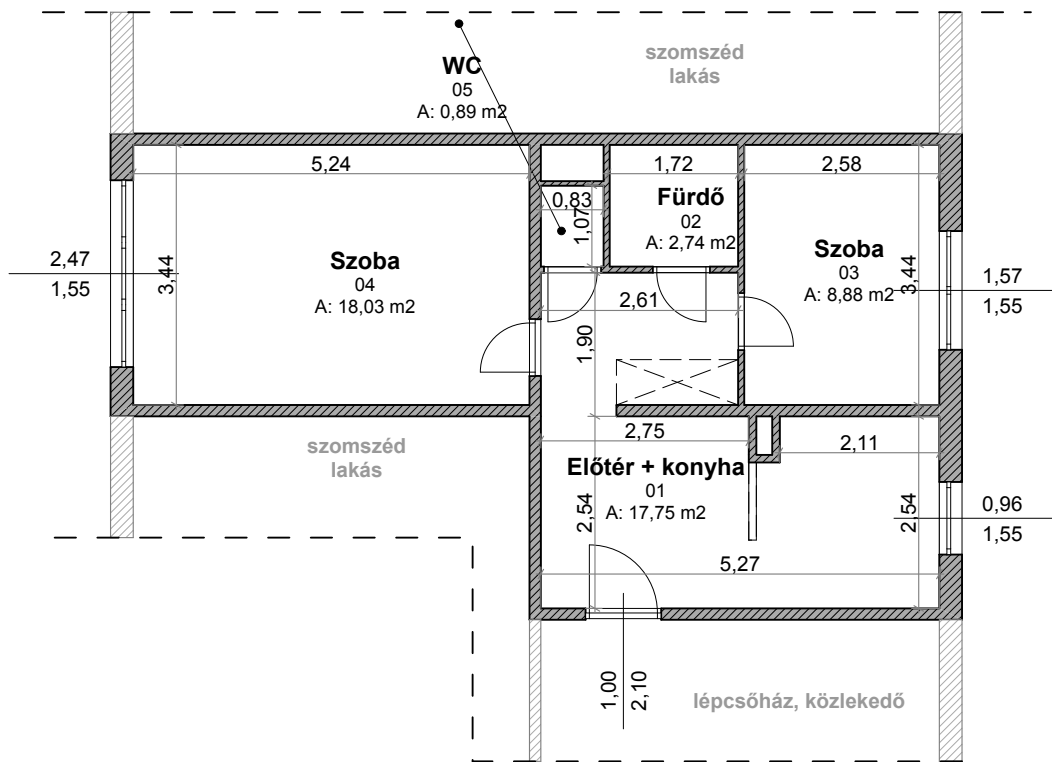 szomszéd
lakás
WC
05
A: 0,89 m2
5,24
1,72
2,58
0,83
1,07
Fürdő
02
A: 2,74 m2
Szoba
04
A: 18,03 m2
Szoba
03
A: 8,88 m2
2,47
1,55
3,44
3,44
1,57
1,55
2,61
1,90
szomszéd
lakás
2,75
2,11
Előtér + konyha
01
A: 17,75 m2
2,54
2,54
0,96
1,55
5,27
1,00
2,10
lépcsőház, közlekedő